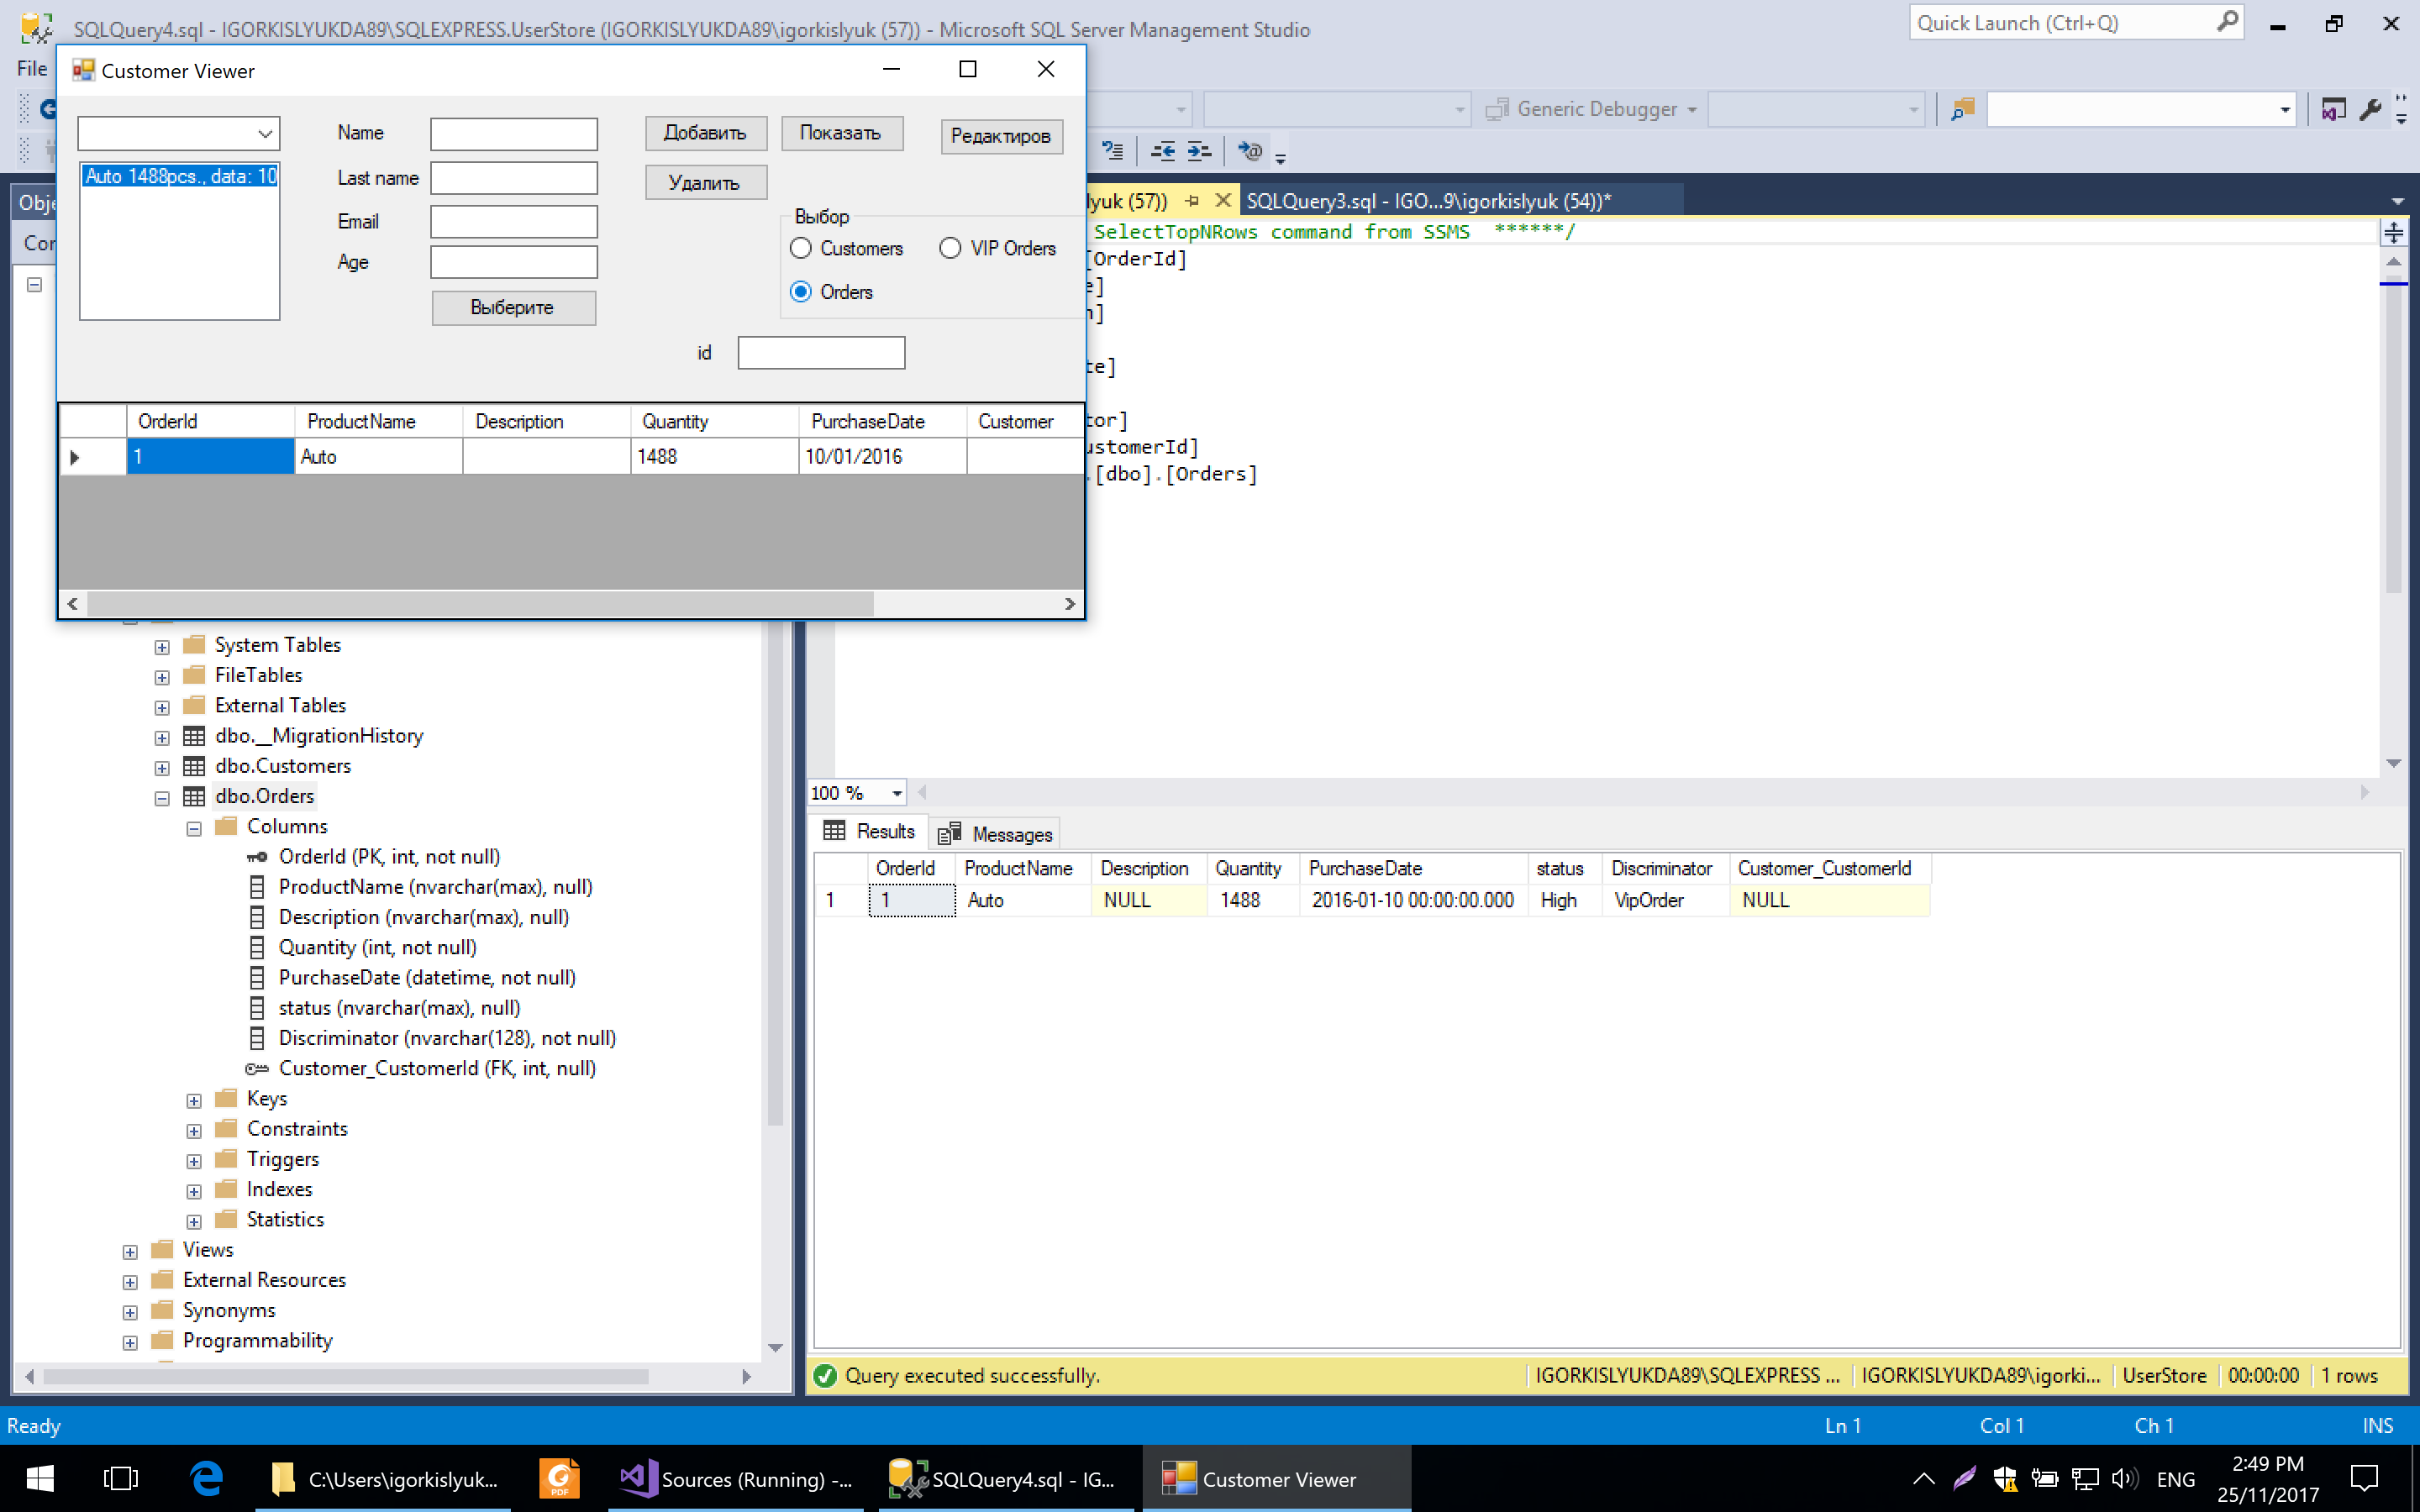 SQLQuery4.sql - IGORKISLYUKDA89\SQLEXPRESS.UserStore (IGORKISLYUKDA89\igorkislyuk (57)) - Microsoft SQL Server Management Studio
Quick Launch (Ctrl+Q)
File
Customer Viewer
Generic Debugger
Name
Last name
Email
Age
Добавить
Показать
Редактиров
Удалить
Выберите
Auto 1488pcs., data: 10
Выбор
Customers
VIP Orders
Orders
id
OrderId ProductName Description Quantity PurchaseDate Customer
1 Auto 1488 10/01/2016
lyuk (57))
SQLQuery3.sql - IGO...9\igorkislyuk (54))*
SelectTopNRows command from SSMS ******/
[OrderId]
e]
n]
te]
tor]
ustomerId]
.[dbo].[Orders]
Obje
Cor
System Tables
FileTables
External Tables
dbo.__MigrationHistory
dbo.Customers
dbo.Orders
Columns
OrderId (PK, int, not null)
ProductName (nvarchar(max), null)
Description (nvarchar(max), null)
Quantity (int, not null)
PurchaseDate (datetime, not null)
status (nvarchar(max), null)
Discriminator (nvarchar(128), not null)
Customer_CustomerId (FK, int, null)
Keys
Constraints
Triggers
Indexes
Statistics
Views
External Resources
Synonyms
Programmability
100 %
Results
Messages
OrderId ProductName Description Quantity PurchaseDate status Discriminator Customer_CustomerId
1 1 Auto NULL 1488 2016-01-10 00:00:00.000 High VipOrder NULL
Query executed successfully.
IGORKISLYUKDA89\SQLEXPRESS ...
IGORKISLYUKDA89\igorki...
UserStore
00:00:00
1 rows
Ready
Ln 1
Col 1
Ch 1
INS
C:\Users\igorkislyuk...
PDF
Sources (Running) -...
SQLQuery4.sql - IG...
Customer Viewer
ENG
2:49 PM
25/11/2017